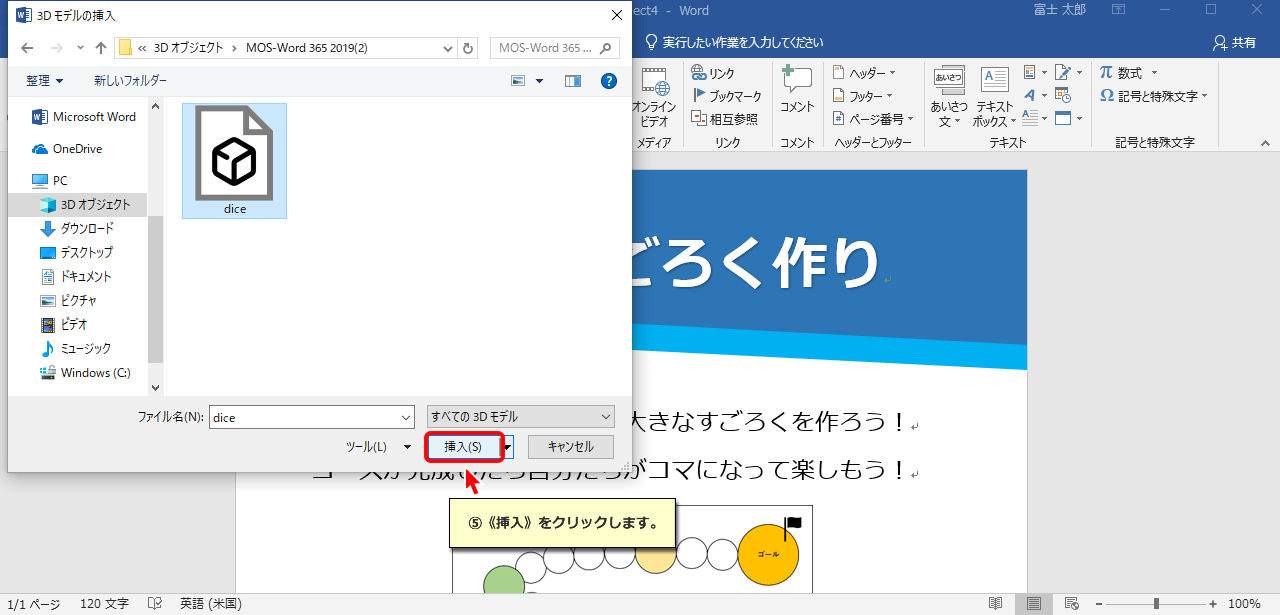 3D モデルの挿入
ect4 - Word
富士 太郎
« 3D オブジェクト › MOS-Word 365 2019(2)
MOS-Word 365 ...
実行したい作業を入力してください
共有
整理
新しいフォルダー
Microsoft Word
OneDrive
PC
3D オブジェクト
ダウンロード
デスクトップ
ドキュメント
ピクチャ
ビデオ
ミュージック
Windows (C:)
dice
ファイル名(N):
dice
すべての 3D モデル
ツール(L)
挿入(S)
キャンセル
オンライン
ビデオ
メディア
リンク
ブックマーク
相互参照
リンク
コメント
コメント
ヘッダー
フッター
ページ番号
ヘッダーとフッター
あいさつ
あいさつ
文
テキスト
ボックス
テキスト
π 数式
Ω 記号と特殊文字
記号と特殊文字
ごろく作り
大きなすごろくを作ろう！
がコマになって楽しもう！
⑤《挿入》をクリックします。
ゴール
1/1 ページ
120 文字
英語 (米国)
100%